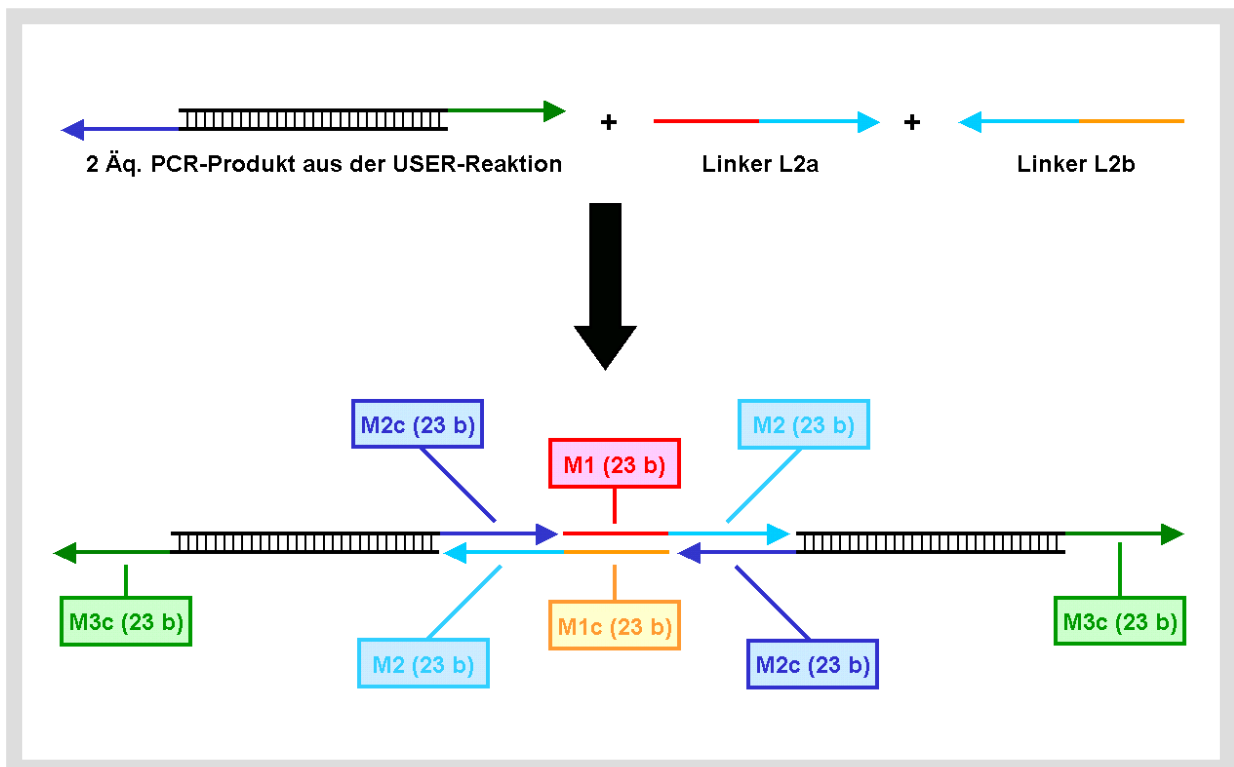 +
+
2 Äq. PCR-Produkt aus der USER-Reaktion
Linker L2a
Linker L2b
M2c (23 b)
M2 (23 b)
M1 (23 b)
M3c (23 b)
M2 (23 b)
M1c (23 b)
M2c (23 b)
M3c (23 b)